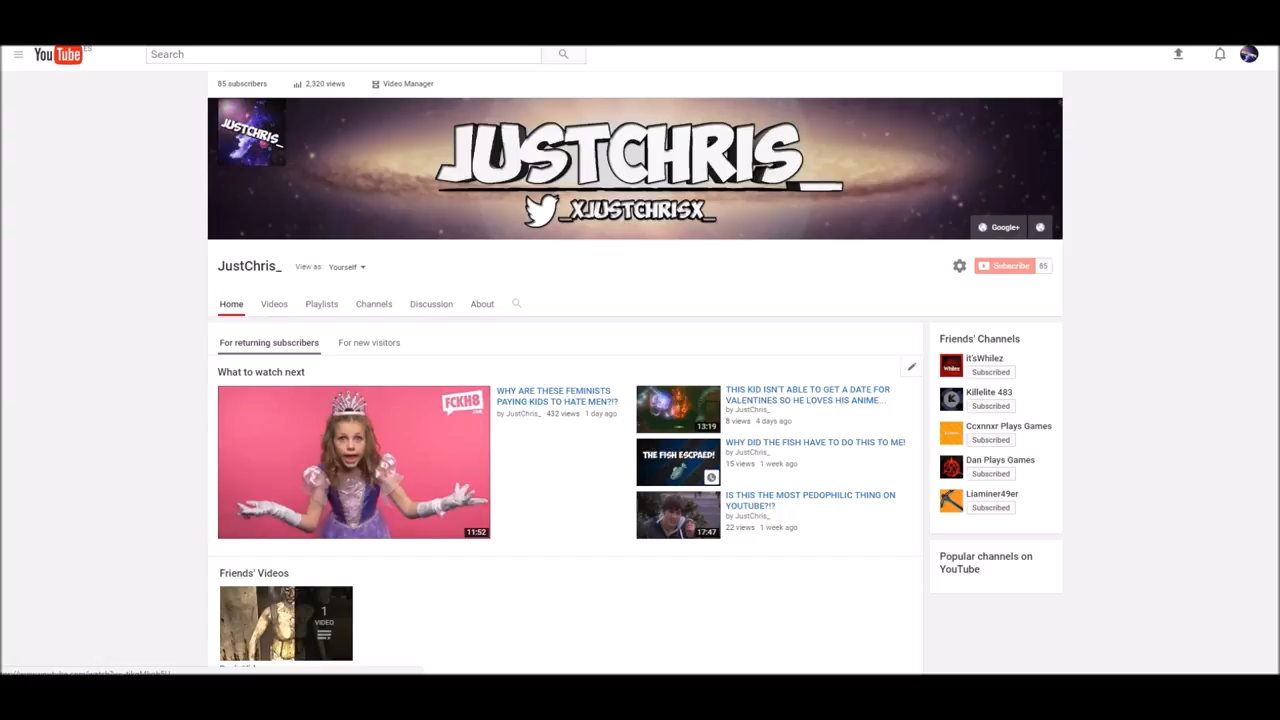 YouTube ES
Search
85 subscribers
2,320 views
Video Manager
JUSTCHRIS_
JUSTCHRIS_
_XJUSTCHRISX_
Google+
JustChris_
View as: Yourself
Subscribe 85
Home Videos Playlists Channels Discussion About
For returning subscribers For new visitors
What to watch next
FCKH8
.COM
11:52
WHY ARE THESE FEMINISTS
PAYING KIDS TO HATE MEN?!?
by JustChris_ 432 views 1 day ago
13:19
THIS KID ISN'T ABLE TO GET A DATE FOR
VALENTINES SO HE LOVES HIS ANIME...
by JustChris_
8 views 4 days ago
THE FISH ESCPAED!
WHY DID THE FISH HAVE TO DO THIS TO ME!
by JustChris_
15 views 1 week ago
17:47
IS THIS THE MOST PEDOPHILIC THING ON
YOUTUBE?!?
by JustChris_
22 views 1 week ago
Friends' Videos
1
VIDEO
Friends' Channels
Whilez
it'sWhilez
Subscribed
Killelite 483
Subscribed
Ccxnnxr Plays Games
Subscribed
Dan Plays Games
Subscribed
Liaminer49er
Subscribed
Popular channels on
YouTube